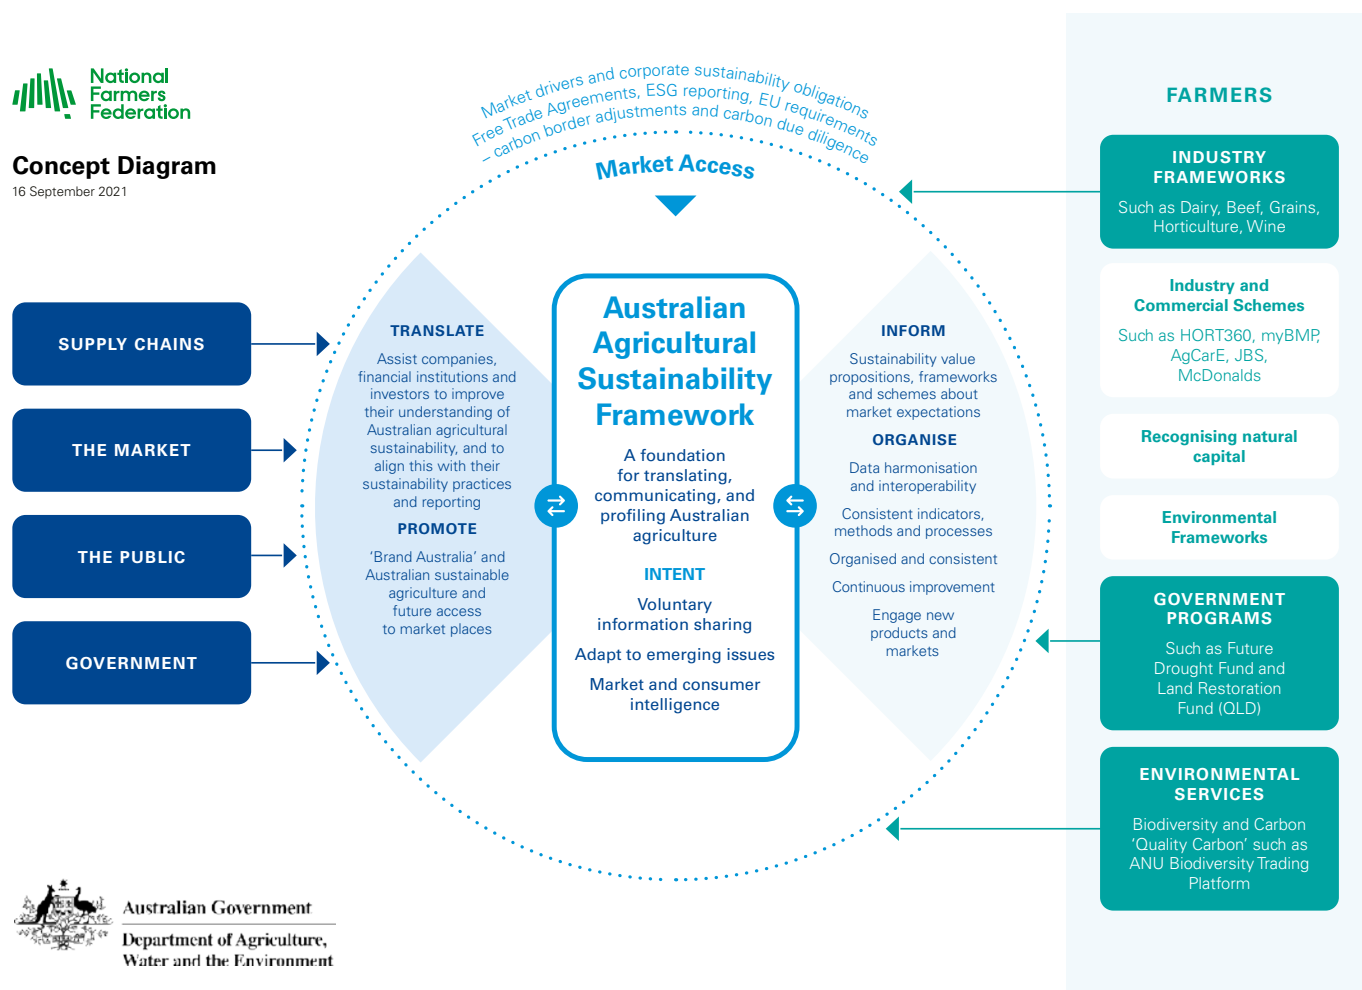 National
Farmers
Federation
Concept Diagram
16 September 2021
Market drivers and corporate sustainability obligations
Free Trade Agreements, ESG reporting, EU requirements
– carbon border adjustments and carbon due diligence
Market Access
SUPPLY CHAINS
THE MARKET
THE PUBLIC
GOVERNMENT
TRANSLATE
Assist companies,
financial institutions and
investors to improve
their understanding of
Australian agricultural
sustainability, and to
align this with their
sustainability practices
and reporting
PROMOTE
‘Brand Australia’ and
Australian sustainable
agriculture and
future access
to market places
Australian
Agricultural
Sustainability
Framework
A foundation
for translating,
communicating, and
profiling Australian
agriculture
INTENT
Voluntary
information sharing
Adapt to emerging issues
Market and consumer
intelligence
INFORM
Sustainability value
propositions, frameworks
and schemes about
market expectations
ORGANISE
Data harmonisation
and interoperability
Consistent indicators,
methods and processes
Organised and consistent
Continuous improvement
Engage new
products and
markets
FARMERS
INDUSTRY
FRAMEWORKS
Such as Dairy, Beef, Grains,
Horticulture, Wine
Industry and
Commercial Schemes
Such as HORT360, myBMP,
AgCarE, JBS,
McDonalds
Recognising natural
capital
Environmental
Frameworks
GOVERNMENT
PROGRAMS
Such as Future
Drought Fund and
Land Restoration
Fund (QLD)
ENVIRONMENTAL
SERVICES
Biodiversity and Carbon
‘Quality Carbon’ such as
ANU Biodiversity Trading
Platform
Australian Government
Department of Agriculture,
Water and the Environment